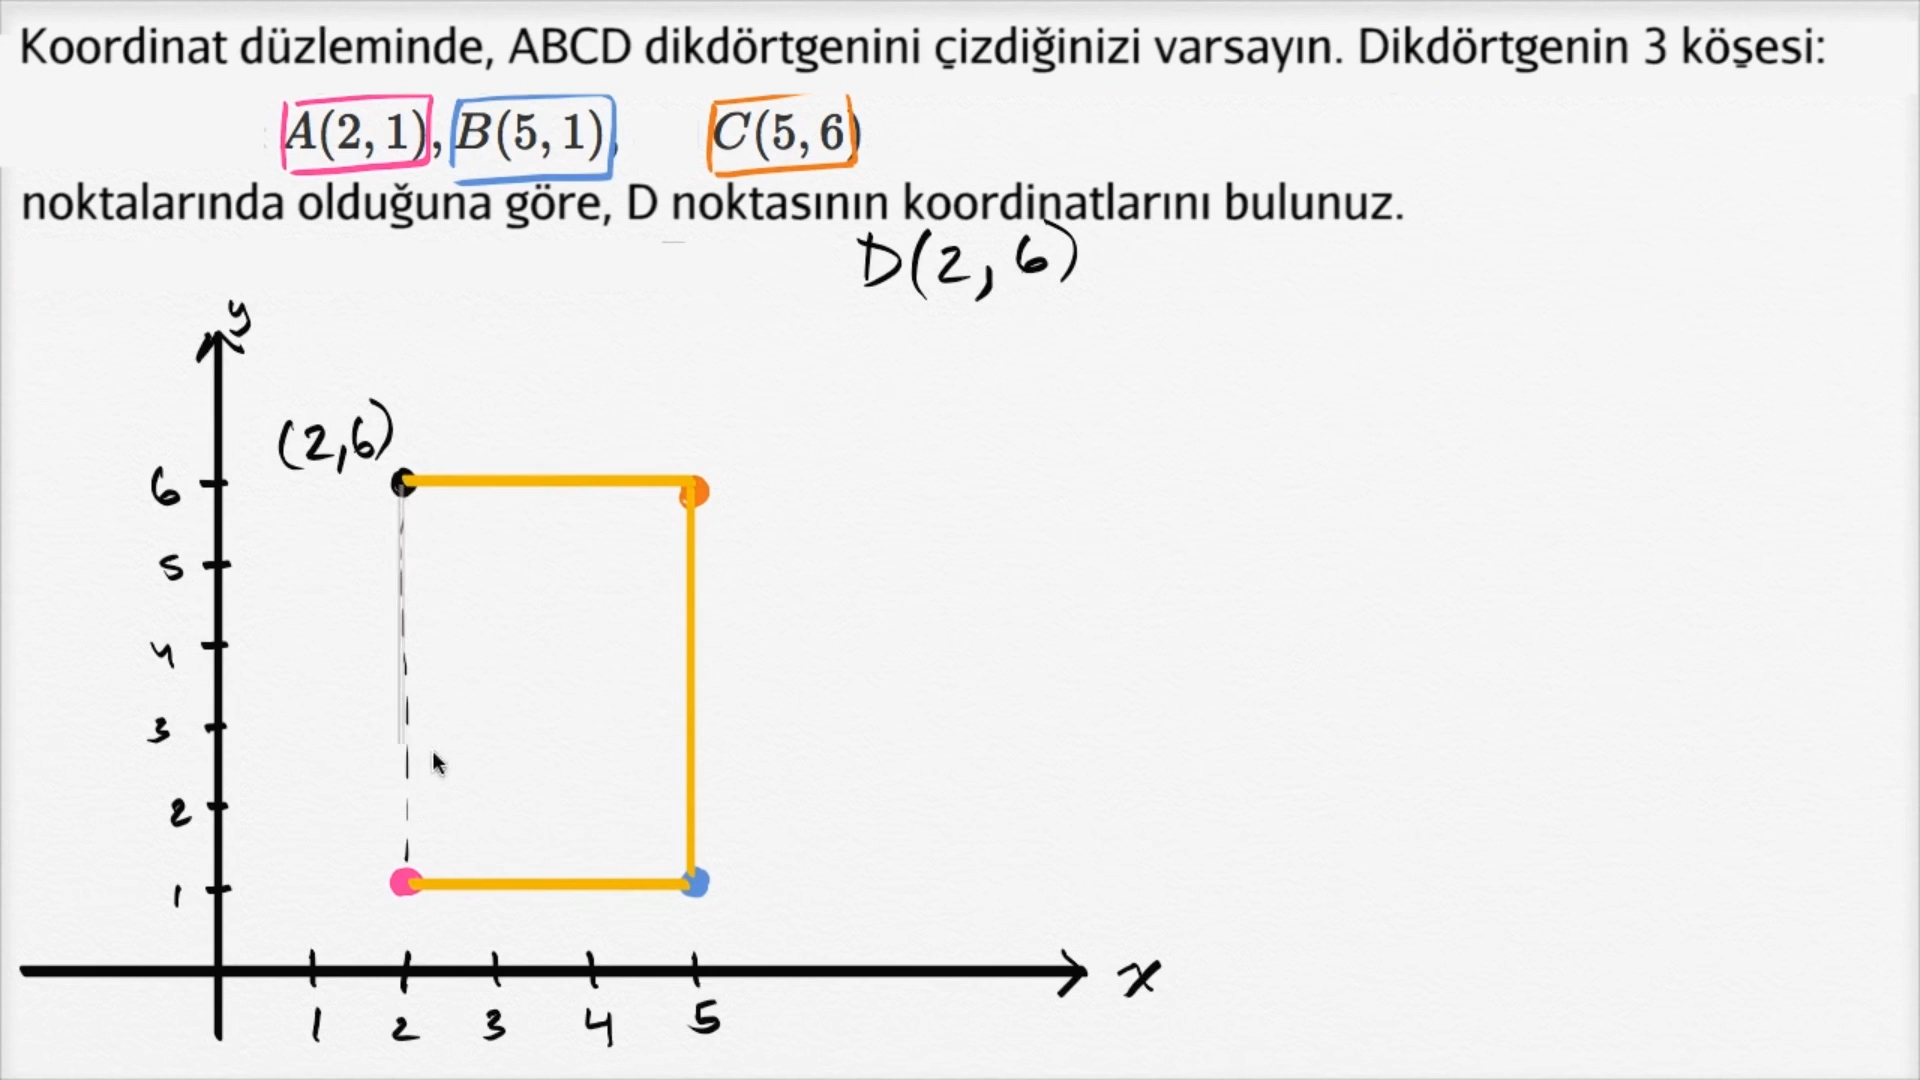 Koordinat düzleminde, ABCD dikdörtgenini çizdiğinizi varsayın. Dikdörtgenin 3 köşesi:
A(2, 1), B(5, 1), C(5, 6)
noktalarında olduğuna göre, D noktasının koordinatlarını bulunuz.
D(2, 6)
y
(2,6)
6
5
4
3
2
1
x
1 2 3 4 5